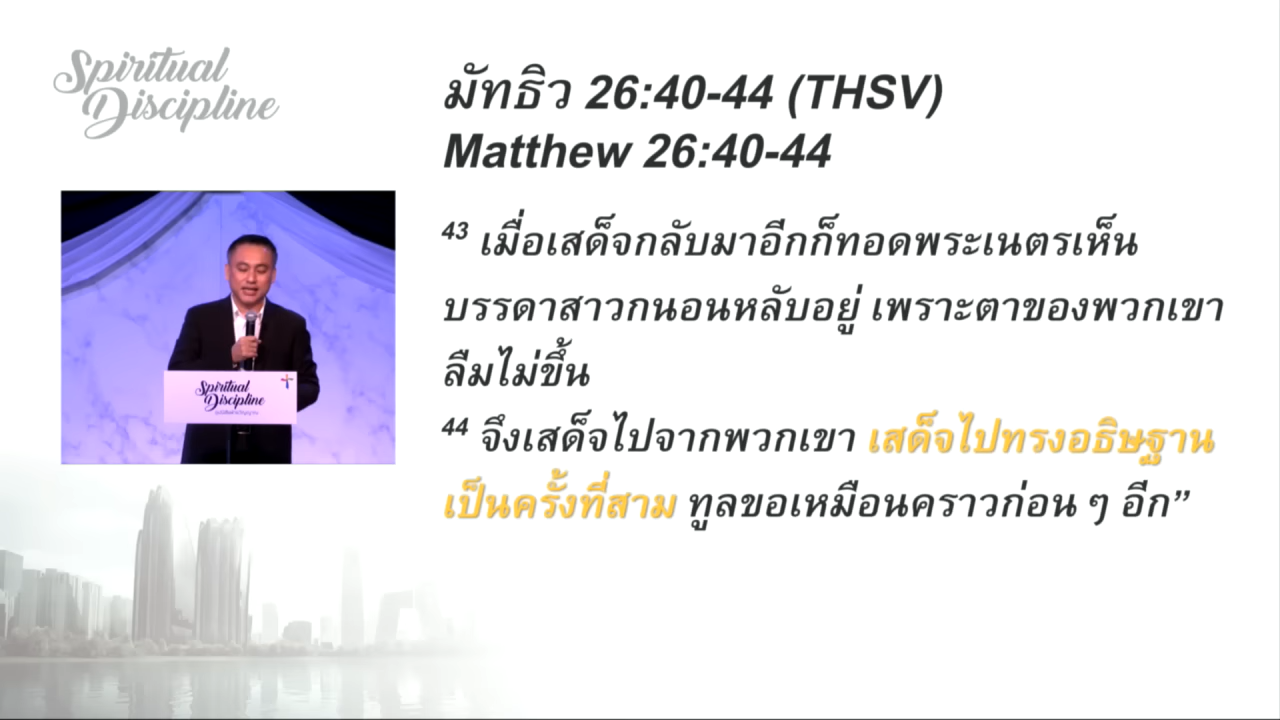 Spiritual
Discipline
มัทธิว 26:40-44 (THSV)
Matthew 26:40-44
43 เมื่อเสด็จกลับมาอีกก็ทอดพระเนตรเห็น
บรรดาสาวกนอนหลับอยู่ เพราะตาของพวกเขา
ลืมไม่ขึ้น
44 จึงเสด็จไปจากพวกเขา เสด็จไปทรงอธิษฐาน
เป็นครั้งที่สาม ทูลขอเหมือนคราวก่อน ๆ อีก”
Spiritual
Discipline